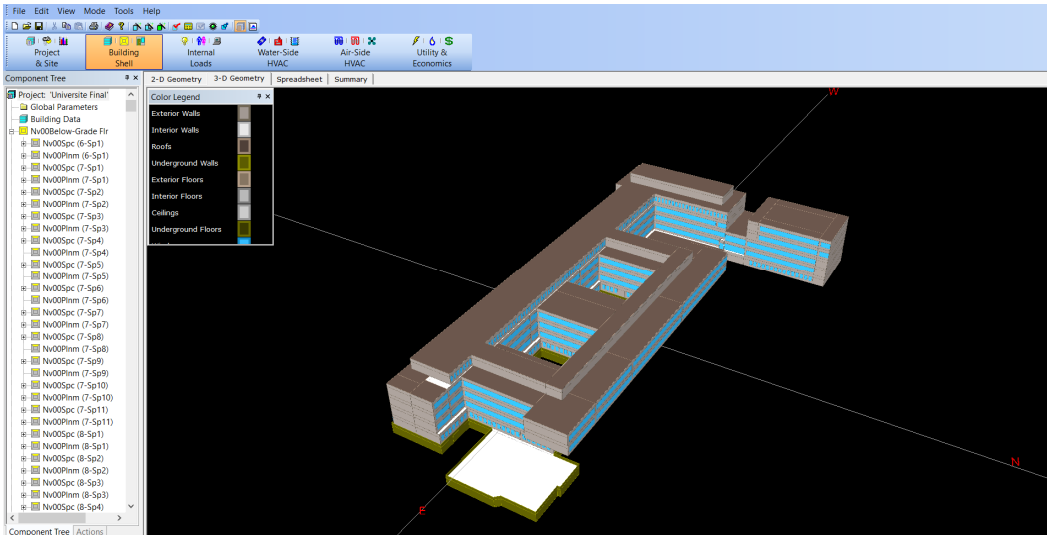 File Edit View Mode Tools Help
Project & Site
Building Shell
Internal Loads
Water-Side HVAC
Air-Side HVAC
Utility & Economics
Component Tree
Project: 'Universite Final'
Global Parameters
Building Data
Nv00Below-Grade Flr
Nv00Spc (6-Sp1)
Nv00Plnm (6-Sp1)
Nv00Spc (7-Sp1)
Nv00Plnm (7-Sp1)
Nv00Spc (7-Sp2)
Nv00Plnm (7-Sp2)
Nv00Spc (7-Sp3)
Nv00Plnm (7-Sp3)
Nv00Spc (7-Sp4)
Nv00Plnm (7-Sp4)
Nv00Spc (7-Sp5)
Nv00Plnm (7-Sp5)
Nv00Spc (7-Sp6)
Nv00Plnm (7-Sp6)
Nv00Spc (7-Sp7)
Nv00Plnm (7-Sp7)
Nv00Spc (7-Sp8)
Nv00Plnm (7-Sp8)
Nv00Spc (7-Sp9)
Nv00Plnm (7-Sp9)
Nv00Spc (7-Sp10)
Nv00Plnm (7-Sp10)
Nv00Spc (7-Sp11)
Nv00Plnm (7-Sp11)
Nv00Spc (8-Sp1)
Nv00Plnm (8-Sp1)
Nv00Spc (8-Sp2)
Nv00Plnm (8-Sp2)
Nv00Spc (8-Sp3)
Nv00Plnm (8-Sp3)
Nv00Spc (8-Sp4)
Component Tree Actions
2-D Geometry 3-D Geometry Spreadsheet Summary
Color Legend
Exterior Walls
Interior Walls
Roofs
Underground Walls
Exterior Floors
Interior Floors
Ceilings
Underground Floors
W
N
E